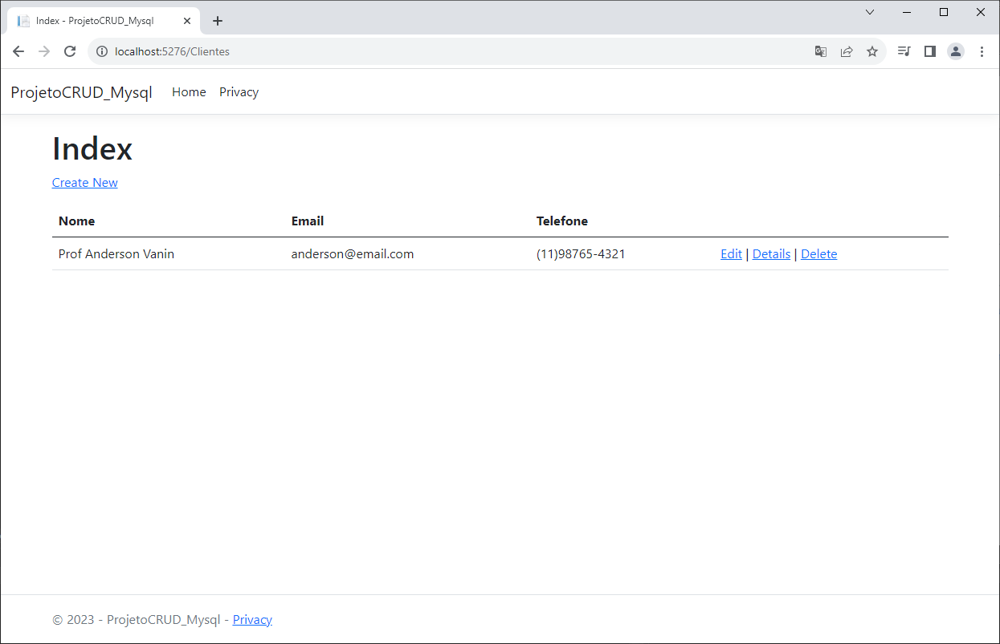 Index - ProjetoCRUD_Mysql
localhost:5276/Clientes
ProjetoCRUD_Mysql Home Privacy
Index
Create New
Nome Email Telefone
Prof Anderson Vanin anderson@email.com (11)98765-4321 Edit | Details | Delete
© 2023 - ProjetoCRUD_Mysql - Privacy